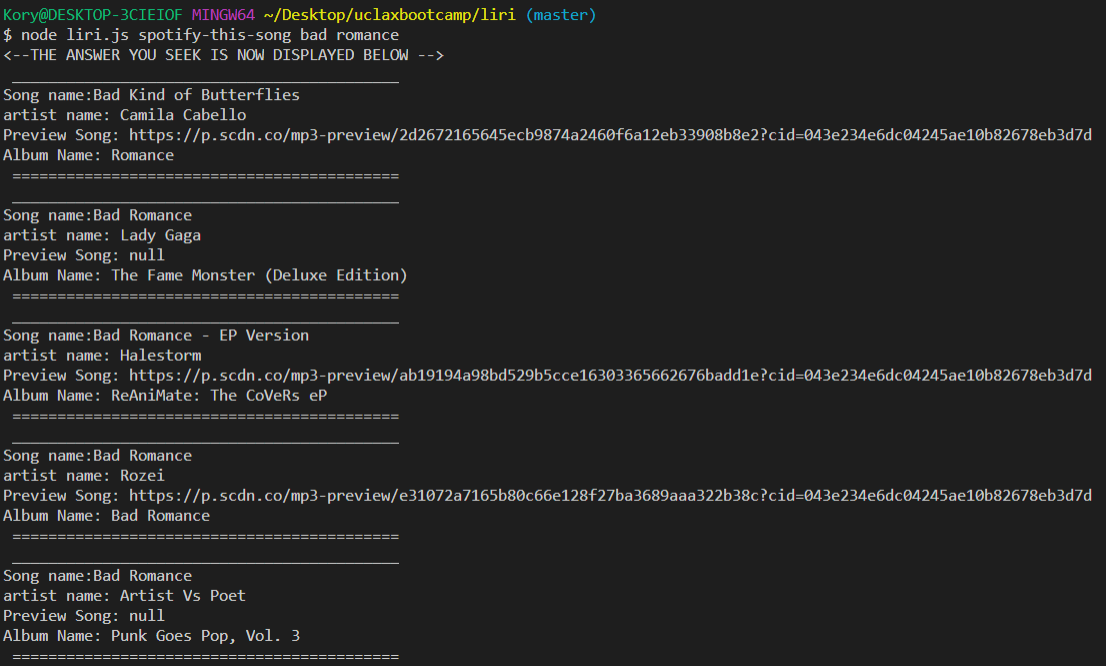 Kory@DESKTOP-3CIEIOF MINGW64 ~/Desktop/uclaxbootcamp/liri (master)
$ node liri.js spotify-this-song bad romance
<--THE ANSWER YOU SEEK IS NOW DISPLAYED BELOW -->
___________________________________________
Song name:Bad Kind of Butterflies
artist name: Camila Cabello
Preview Song: https://p.scdn.co/mp3-preview/2d2672165645ecb9874a2460f6a12eb33908b8e2?cid=043e234e6dc04245ae10b82678eb3d7d
Album Name: Romance
===========================================
___________________________________________
Song name:Bad Romance
artist name: Lady Gaga
Preview Song: null
Album Name: The Fame Monster (Deluxe Edition)
===========================================
___________________________________________
Song name:Bad Romance - EP Version
artist name: Halestorm
Preview Song: https://p.scdn.co/mp3-preview/ab19194a98bd529b5cce16303365662676badd1e?cid=043e234e6dc04245ae10b82678eb3d7d
Album Name: ReAniMate: The CoVeRs eP
===========================================
___________________________________________
Song name:Bad Romance
artist name: Rozei
Preview Song: https://p.scdn.co/mp3-preview/e31072a7165b80c66e128f27ba3689aaa322b38c?cid=043e234e6dc04245ae10b82678eb3d7d
Album Name: Bad Romance
===========================================
___________________________________________
Song name:Bad Romance
artist name: Artist Vs Poet
Preview Song: null
Album Name: Punk Goes Pop, Vol. 3
===========================================